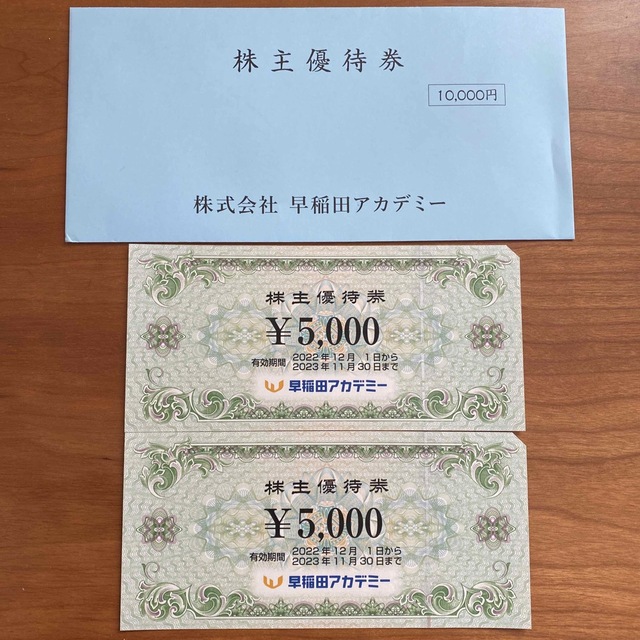 株主優待券
10,000円
株式会社 早稲田アカデミー
株主優待券
¥5,000
有効期間 2022年12月 1日から
2023年11月30日まで
早稲田アカデミー
株主優待券
¥5,000
有効期間 2022年12月 1日から
2023年11月30日まで
早稲田アカデミー